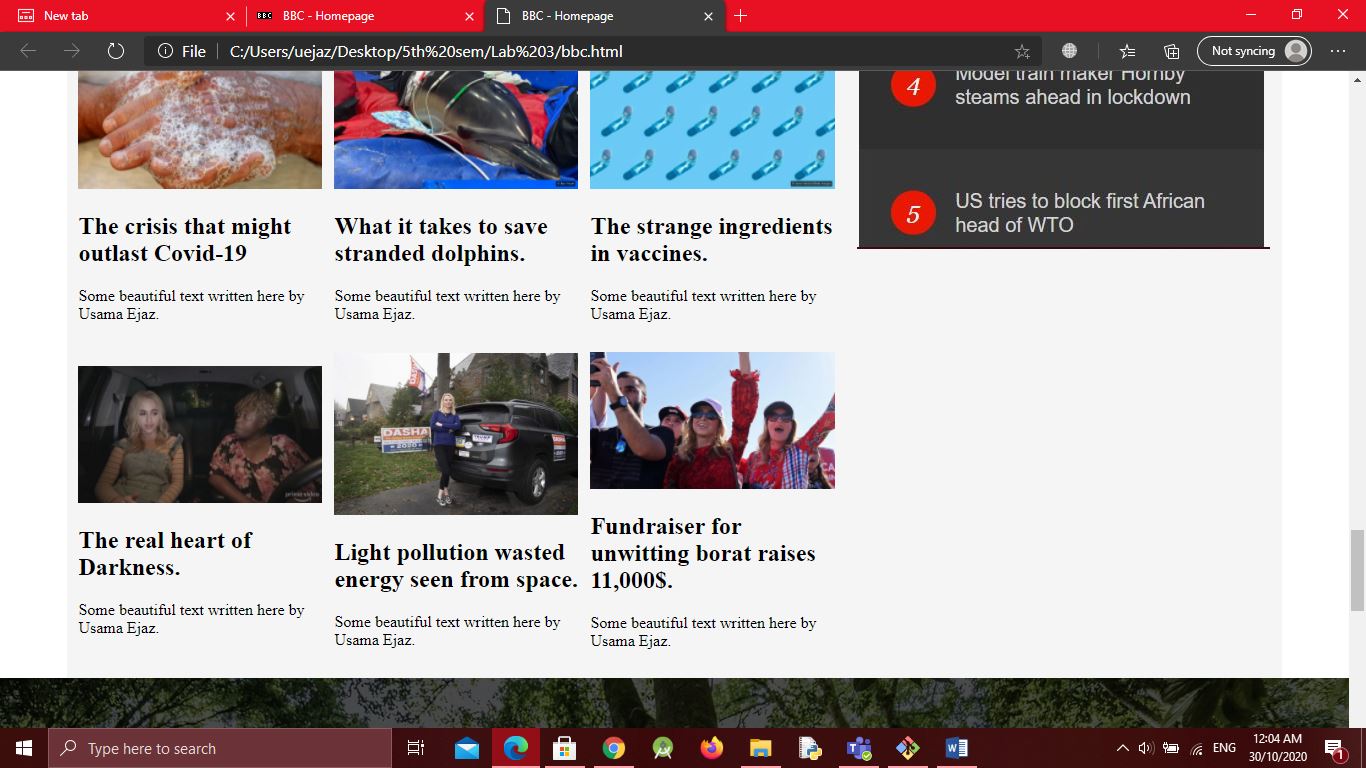 New tab
BBC - Homepage
BBC - Homepage
File
C:/Users/uejaz/Desktop/5th%20sem/Lab%203/bbc.html
Not syncing
4
Model train maker Hornby
steams ahead in lockdown
5
US tries to block first African
head of WTO
The crisis that might
outlast Covid-19
Some beautiful text written here by
Usama Ejaz.
What it takes to save
stranded dolphins.
Some beautiful text written here by
Usama Ejaz.
The strange ingredients
in vaccines.
Some beautiful text written here by
Usama Ejaz.
prime video
The real heart of
Darkness.
Some beautiful text written here by
Usama Ejaz.
DASHA
2020
TRUMP
DASHA
Light pollution wasted
energy seen from space.
Some beautiful text written here by
Usama Ejaz.
Fundraiser for
unwitting borat raises
11,000$.
Some beautiful text written here by
Usama Ejaz.
Type here to search
ENG
12:04 AM
30/10/2020
1